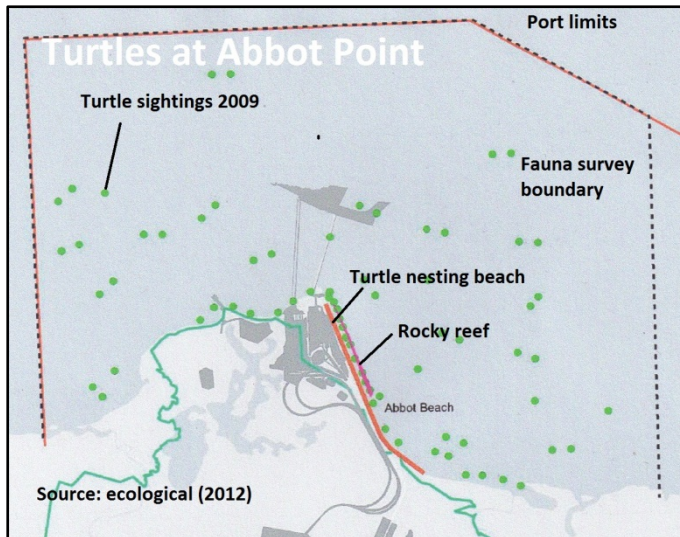 Port limits
Turtles at Abbot Point
Turtle sightings 2009
Fauna survey
boundary
Turtle nesting beach
Rocky reef
Abbot Beach
Source: ecological (2012)